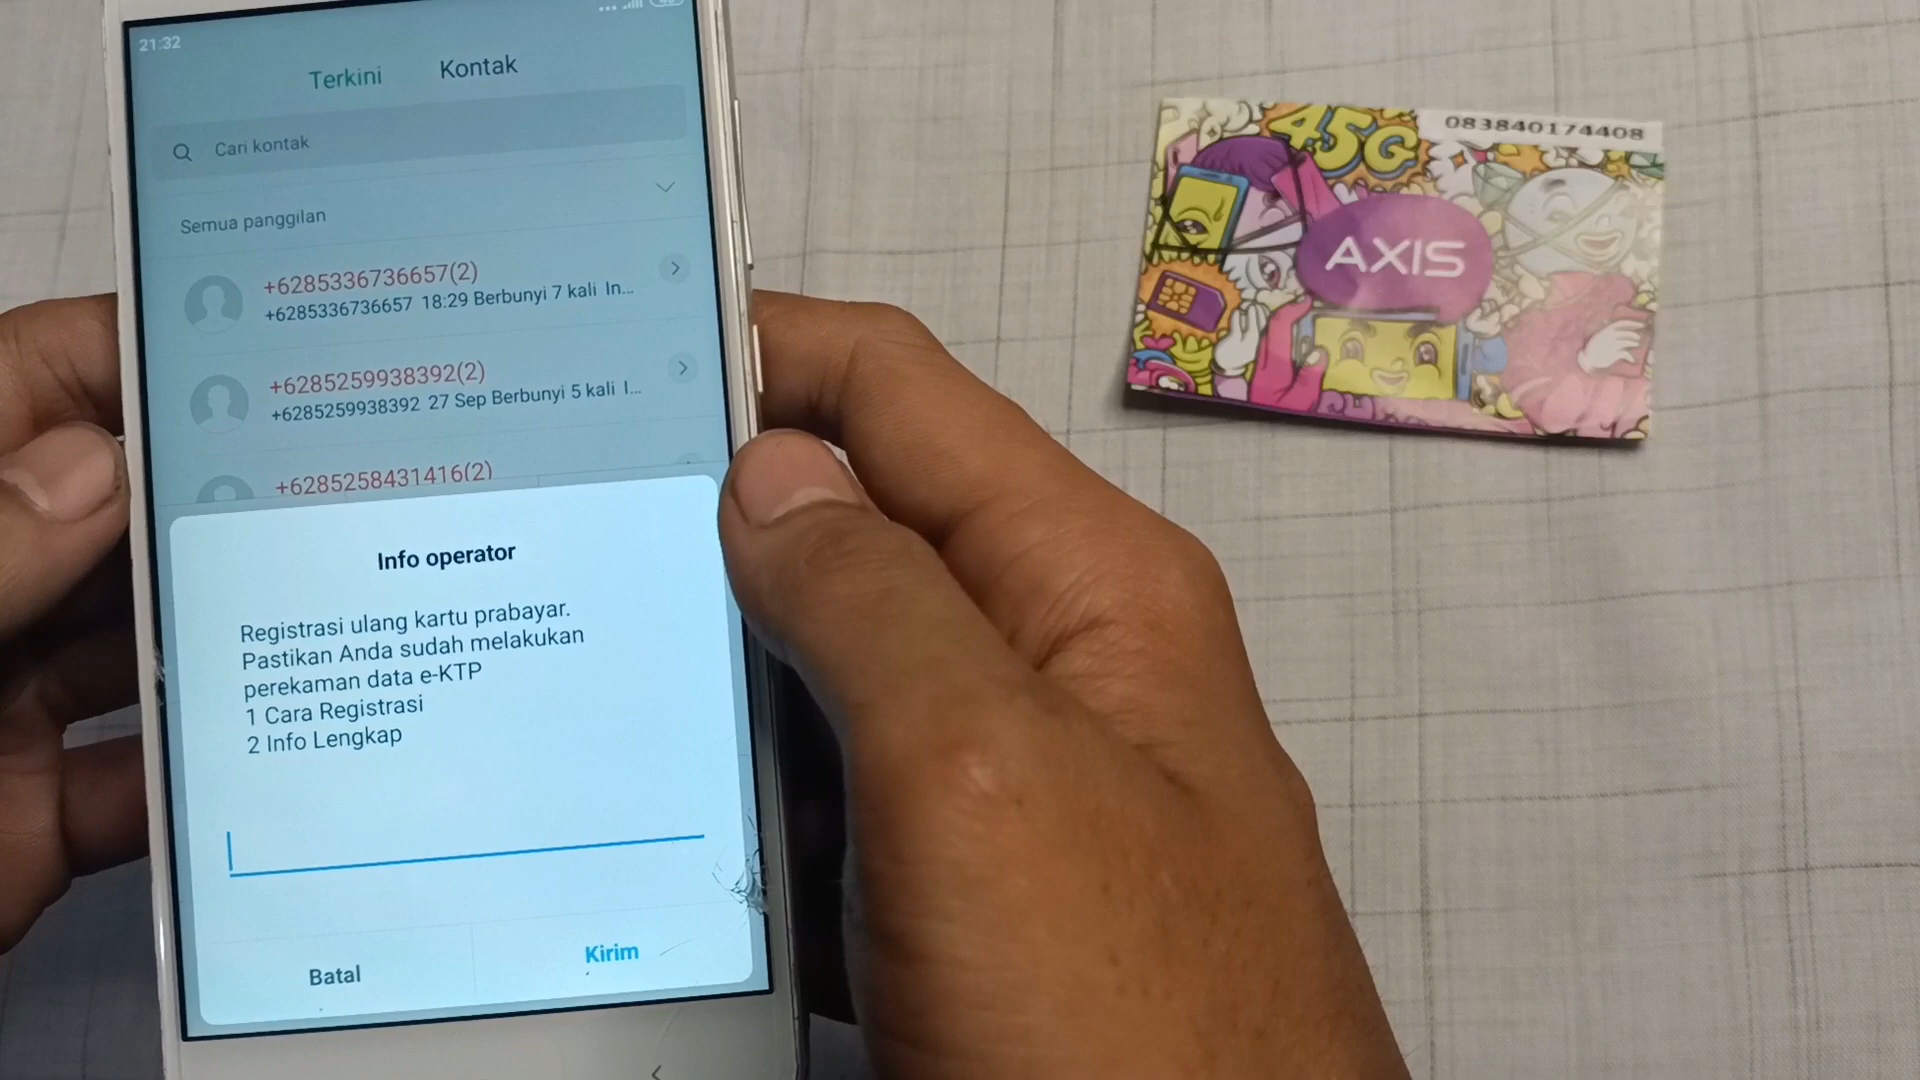 21:32
Terkini
Kontak
Cari kontak
Semua panggilan
+6285336736657(2)
+6285336736657 18:29 Berbunyi 7 kali In...
+6285259938392(2)
+6285259938392 27 Sep Berbunyi 5 kali I...
+6285258431416(2)
Info operator
Registrasi ulang kartu prabayar.
Pastikan Anda sudah melakukan
perekaman data e-KTP
1 Cara Registrasi
2 Info Lengkap
Batal
Kirim
083840174408
4.5G
AXIS